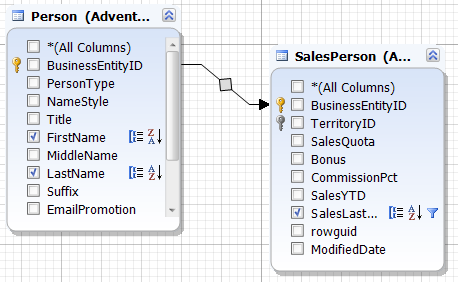 Person (Advent...
*(All Columns)
BusinessEntityID
PersonType
NameStyle
Title
FirstName
MiddleName
LastName
Suffix
EmailPromotion
SalesPerson (A...
*(All Columns)
BusinessEntityID
TerritoryID
SalesQuota
Bonus
CommissionPct
SalesYTD
SalesLast...
rowguid
ModifiedDate